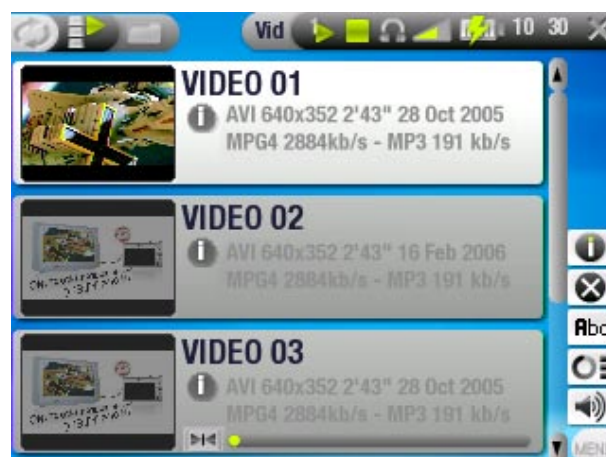 Vid 10 30
VIDEO 01
AVI 640x352 2'43" 28 Oct 2005
MPG4 2884kb/s - MP3 191 kb/s
VIDEO 02
AVI 640x352 2'43" 16 Feb 2006
MPG4 2884kb/s - MP3 191 kb/s
Abc
VIDEO 03
AVI 640x352 2'43" 28 Oct 2005
MPG4 2884kb/s - MP3 191 kb/s
MEN